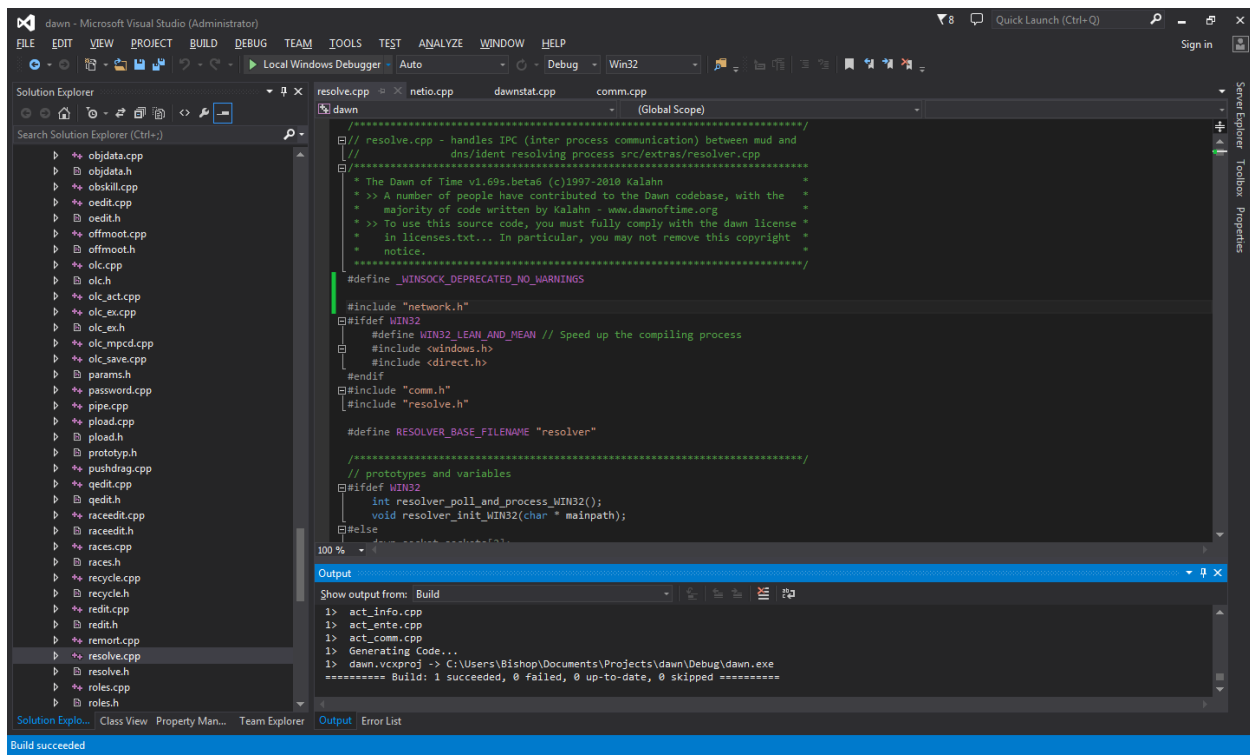 dawn - Microsoft Visual Studio (Administrator)
8
Quick Launch (Ctrl+Q)
FILE EDIT VIEW PROJECT BUILD DEBUG TEAM TOOLS TEST ANALYZE WINDOW HELP
Sign in
Local Windows Debugger Auto Debug Win32
Solution Explorer
Search Solution Explorer (Ctrl+;)
objdata.cpp
objdata.h
obskill.cpp
oedit.cpp
oedit.h
offmoot.cpp
offmoot.h
olc.cpp
olc.h
olc_act.cpp
olc_ex.cpp
olc_ex.h
olc_mpcd.cpp
olc_save.cpp
params.h
password.cpp
pipe.cpp
pload.cpp
pload.h
prototyp.h
pushdrag.cpp
qedit.cpp
qedit.h
raceedit.cpp
raceedit.h
races.cpp
races.h
recycle.cpp
recycle.h
redit.cpp
redit.h
remort.cpp
resolve.cpp
resolve.h
roles.cpp
roles.h
Solution Explo... Class View Property Man... Team Explorer
resolve.cpp netio.cpp dawnstat.cpp comm.cpp
dawn (Global Scope)
/**************************************************************************/
// resolve.cpp - handles IPC (inter process communication) between mud and
// dns/ident resolving process src/extras/resolver.cpp
/***************************************************************************
* The Dawn of Time v1.69s.beta6 (c)1997-2010 Kalahn *
* >> A number of people have contributed to the Dawn codebase, with the *
* majority of code written by Kalahn - www.dawnoftime.org *
* >> To use this source code, you must fully comply with the dawn license *
* in licenses.txt... In particular, you may not remove this copyright *
* notice. *
***************************************************************************/
#define _WINSOCK_DEPRECATED_NO_WARNINGS
#include "network.h"
#ifdef WIN32
#define WIN32_LEAN_AND_MEAN // Speed up the compiling process
#include <windows.h>
#include <direct.h>
#endif
#include "comm.h"
#include "resolve.h"
#define RESOLVER_BASE_FILENAME "resolver"
/**************************************************************************/
// prototypes and variables
#ifdef WIN32
int resolver_poll_and_process_WIN32();
void resolver_init_WIN32(char * mainpath);
#else
100 %
Output
Show output from: Build
1> act_info.cpp
1> act_ente.cpp
1> act_comm.cpp
1> Generating Code...
1> dawn.vcxproj -> C:\Users\Bishop\Documents\Projects\dawn\Debug\dawn.exe
========== Build: 1 succeeded, 0 failed, 0 up-to-date, 0 skipped ==========
Output Error List
Server Explorer
Toolbox
Properties
Build succeeded